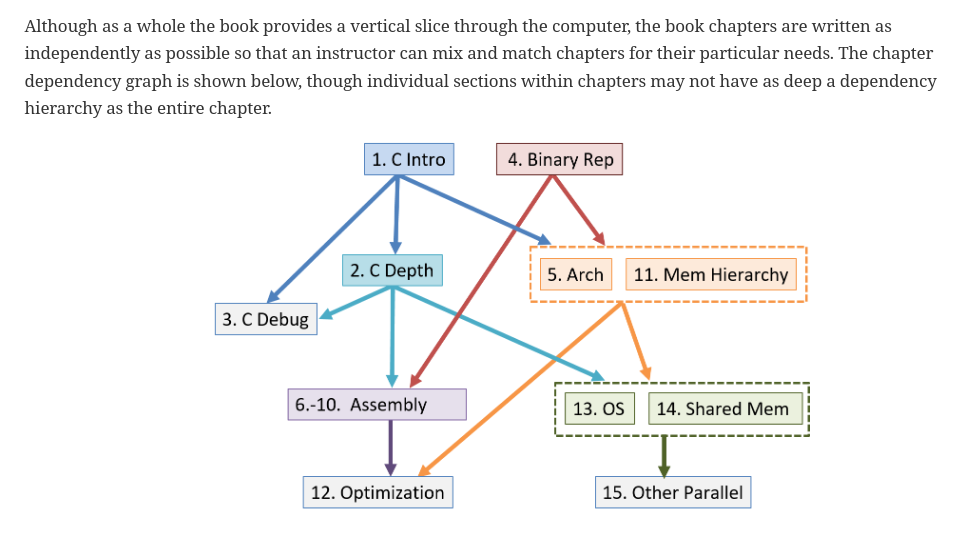 Although as a whole the book provides a vertical slice through the computer, the book chapters are written as
independently as possible so that an instructor can mix and match chapters for their particular needs. The chapter
dependency graph is shown below, though individual sections within chapters may not have as deep a dependency
hierarchy as the entire chapter.
1. C Intro
4. Binary Rep
2. C Depth
5. Arch
11. Mem Hierarchy
3. C Debug
6.-10. Assembly
13. OS
14. Shared Mem
12. Optimization
15. Other Parallel